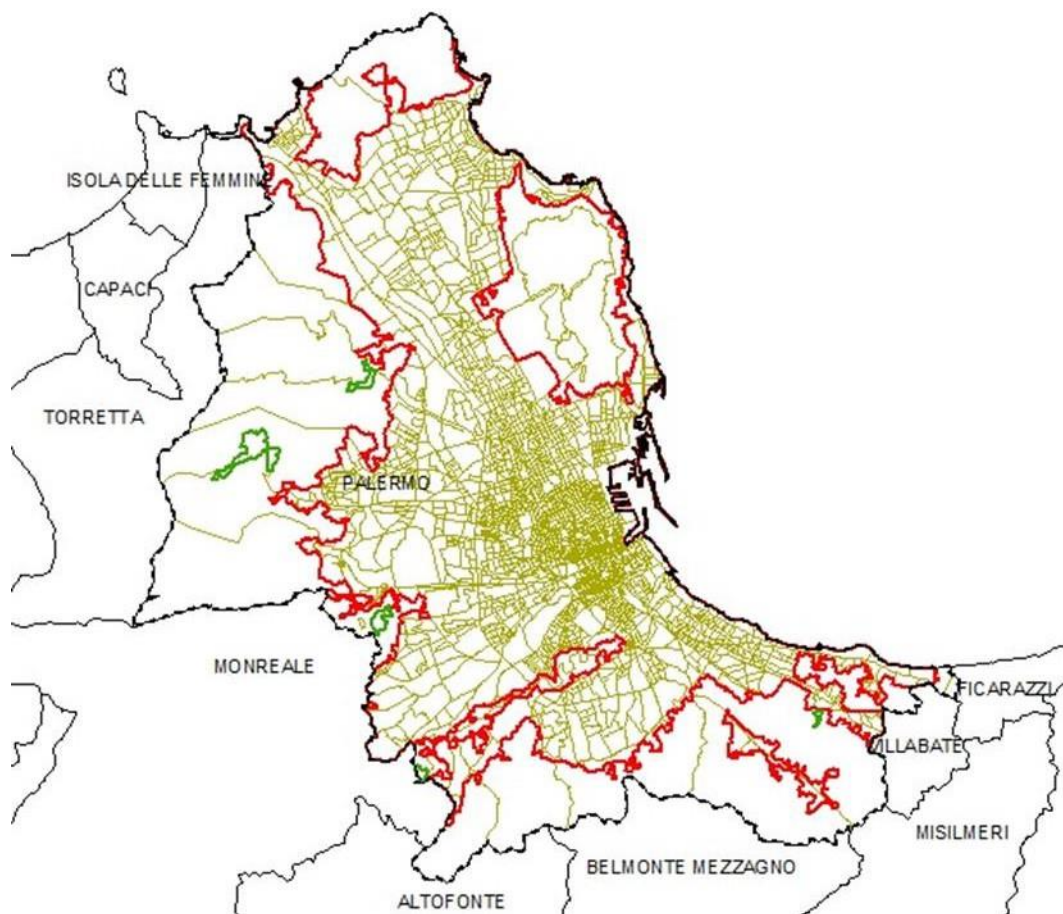 ISOLA DELLE FEMMINE
CAPACI
TORRETTA
PALERMO
MONREALE
FICARAZZI
VILLABATE
MISILMERI
BELMONTE MEZZAGNO
ALTOFONTE